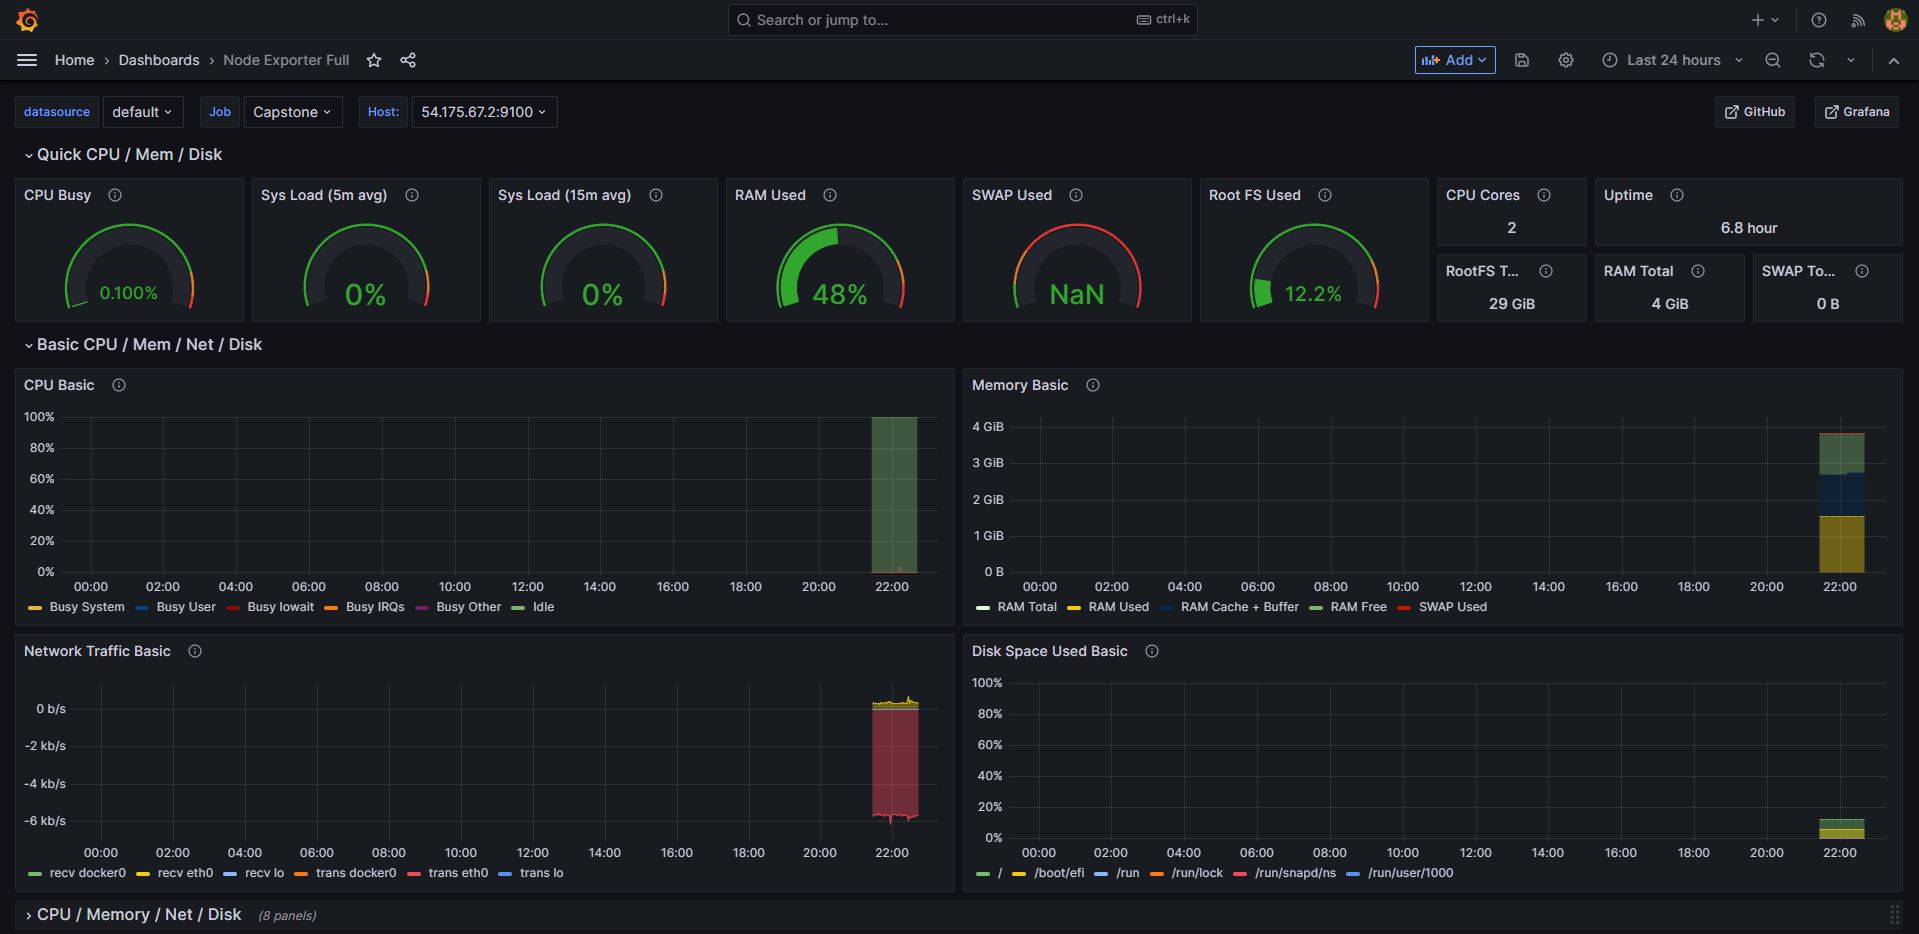 Search or jump to... ctrl+k
Home › Dashboards › Node Exporter Full Add Last 24 hours
datasource default Job Capstone Host: 54.175.67.2:9100 GitHub Grafana
Quick CPU / Mem / Disk
CPU Busy
0.100%
Sys Load (5m avg)
0%
Sys Load (15m avg)
0%
RAM Used
48%
SWAP Used
NaN
Root FS Used
12.2%
CPU Cores
2
Uptime
6.8 hour
RootFS T...
29 GiB
RAM Total
4 GiB
SWAP To...
0 B
Basic CPU / Mem / Net / Disk
CPU Basic
100%
80%
60%
40%
20%
0%
00:00 02:00 04:00 06:00 08:00 10:00 12:00 14:00 16:00 18:00 20:00 22:00
Busy System Busy User Busy Iowait Busy IRQs Busy Other Idle
Memory Basic
4 GiB
3 GiB
2 GiB
1 GiB
0 B
00:00 02:00 04:00 06:00 08:00 10:00 12:00 14:00 16:00 18:00 20:00 22:00
RAM Total RAM Used RAM Cache + Buffer RAM Free SWAP Used
Network Traffic Basic
0 b/s
-2 kb/s
-4 kb/s
-6 kb/s
00:00 02:00 04:00 06:00 08:00 10:00 12:00 14:00 16:00 18:00 20:00 22:00
recv docker0 recv eth0 recv lo trans docker0 trans eth0 trans lo
Disk Space Used Basic
100%
80%
60%
40%
20%
0%
00:00 02:00 04:00 06:00 08:00 10:00 12:00 14:00 16:00 18:00 20:00 22:00
/ /boot/efi /run /run/lock /run/snapd/ns /run/user/1000
CPU / Memory / Net / Disk (8 panels)